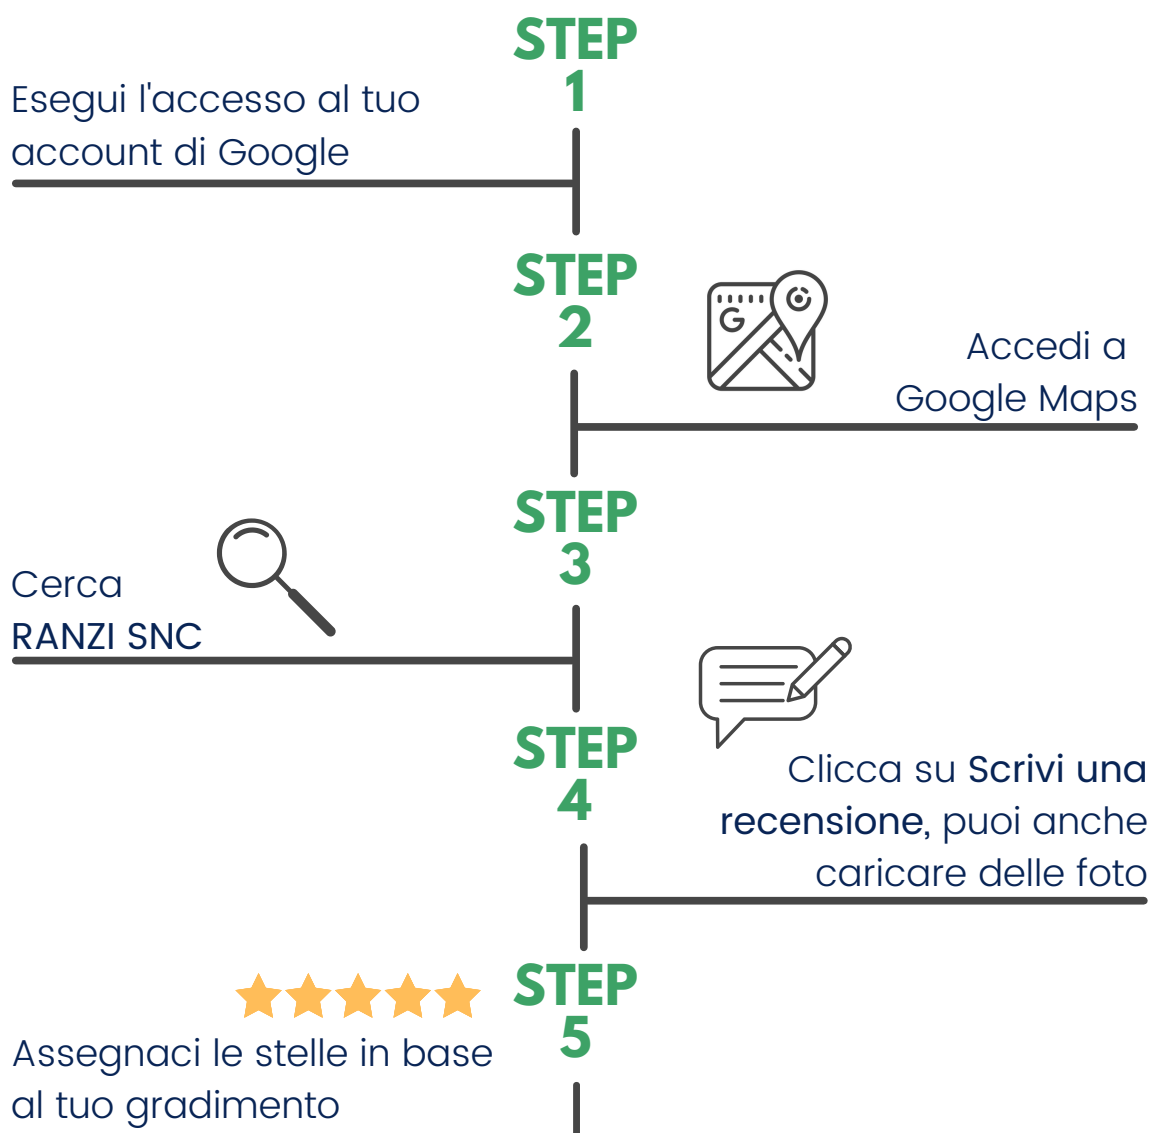 STEP
1
Esegui l'accesso al tuo
account di Google
STEP
2
G
Accedi a
Google Maps
STEP
3
Cerca
RANZI SNC
STEP
4
Clicca su Scrivi una
recensione, puoi anche
caricare delle foto
STEP
5
Assegnaci le stelle in base
al tuo gradimento